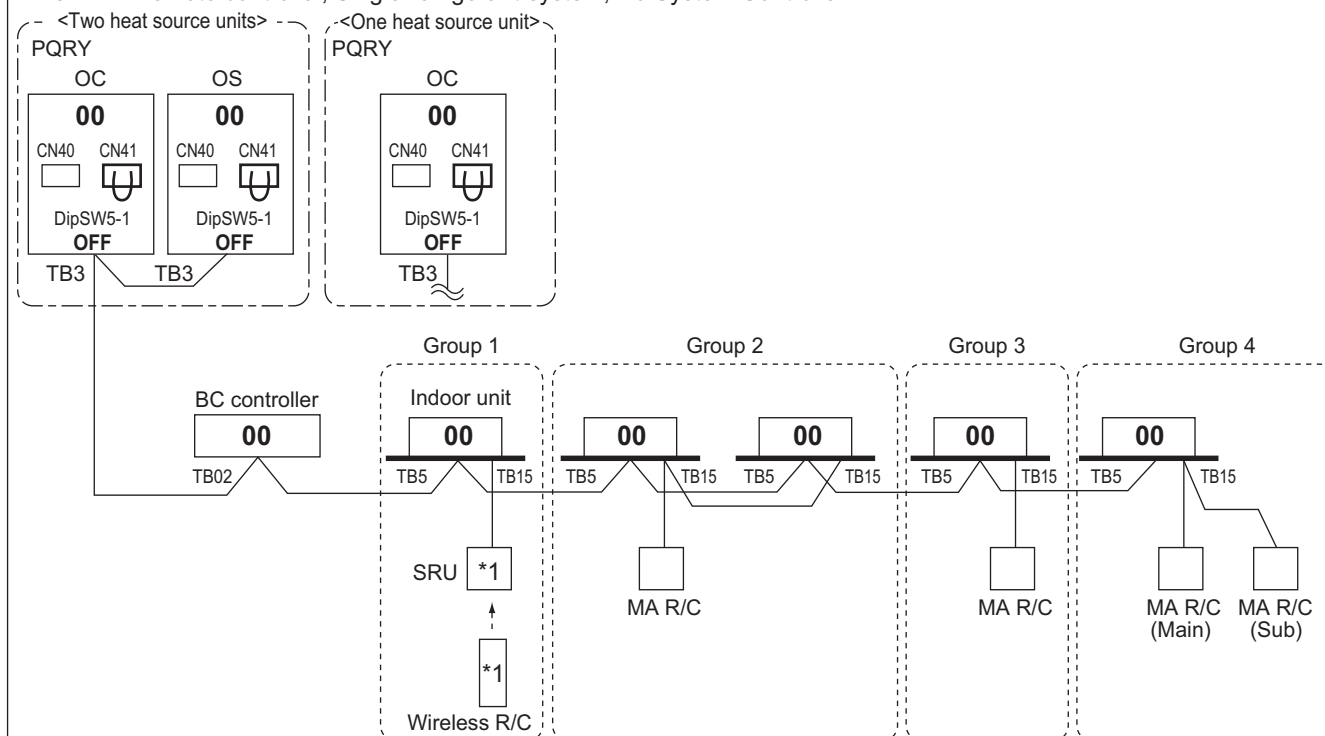 <Two heat source units>
<One heat source unit>
PQRY
PQRY
OC
OS
OC
00
00
00
CN40
CN41
CN40
CN41
CN40
CN41
DipSW5-1
DipSW5-1
DipSW5-1
OFF
OFF
OFF
TB3
TB3
TB3
Group 1
Group 2
Group 3
Group 4
BC controller
Indoor unit
00
00
00
00
00
00
TB02
TB5
TB15
TB5
TB15
TB5
TB15
TB5
TB15
TB5
TB15
SRU
*1
MA R/C
MA R/C
MA R/C
(Main)
MA R/C
(Sub)
*1
Wireless R/C